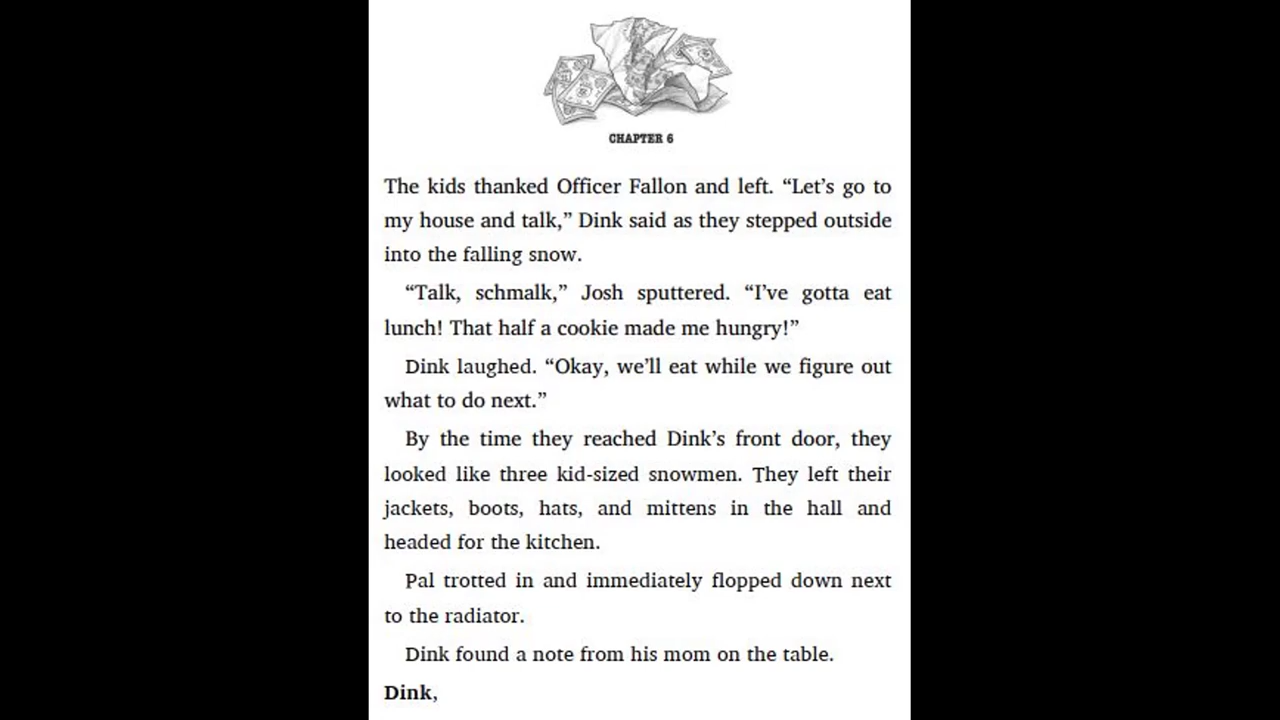 CHAPTER 6
The kids thanked Officer Fallon and left. “Let’s go to
my house and talk,” Dink said as they stepped outside
into the falling snow.
“Talk, schmalk,” Josh sputtered. “I’ve gotta eat
lunch! That half a cookie made me hungry!”
Dink laughed. “Okay, we’ll eat while we figure out
what to do next.”
By the time they reached Dink’s front door, they
looked like three kid-sized snowmen. They left their
jackets, boots, hats, and mittens in the hall and
headed for the kitchen.
Pal trotted in and immediately flopped down next
to the radiator.
Dink found a note from his mom on the table.
Dink,